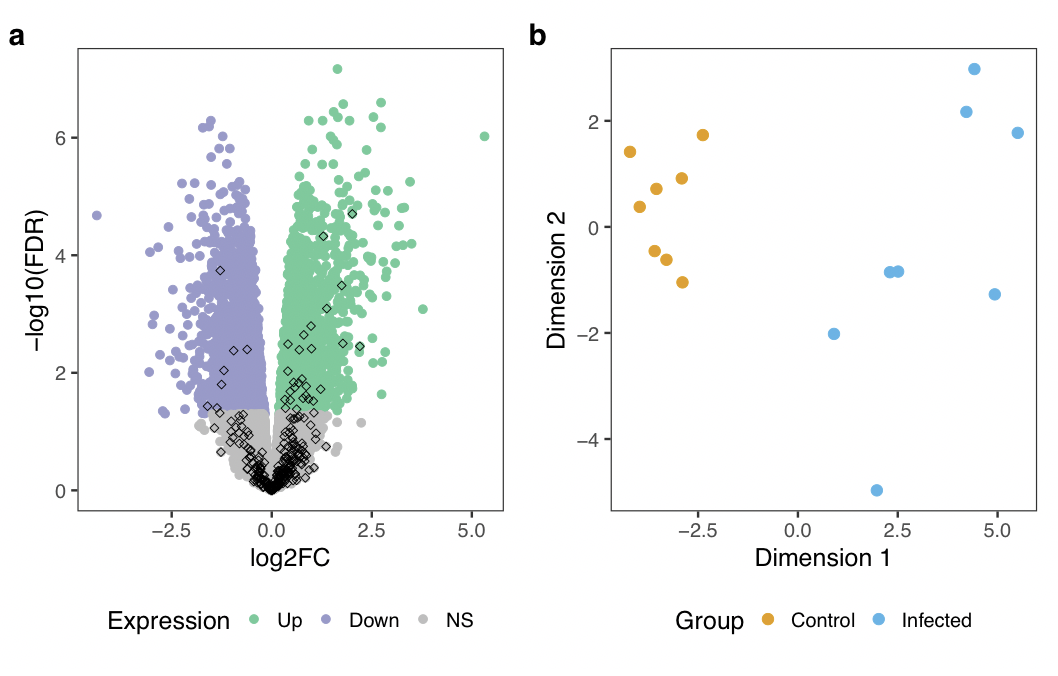 a
−log10(FDR)
6
4
2
0
−2.5 0.0 2.5 5.0
log2FC
Expression Up Down NS
b
Dimension 2
2
0
−2
−4
−2.5 0.0 2.5 5.0
Dimension 1
Group Control Infected